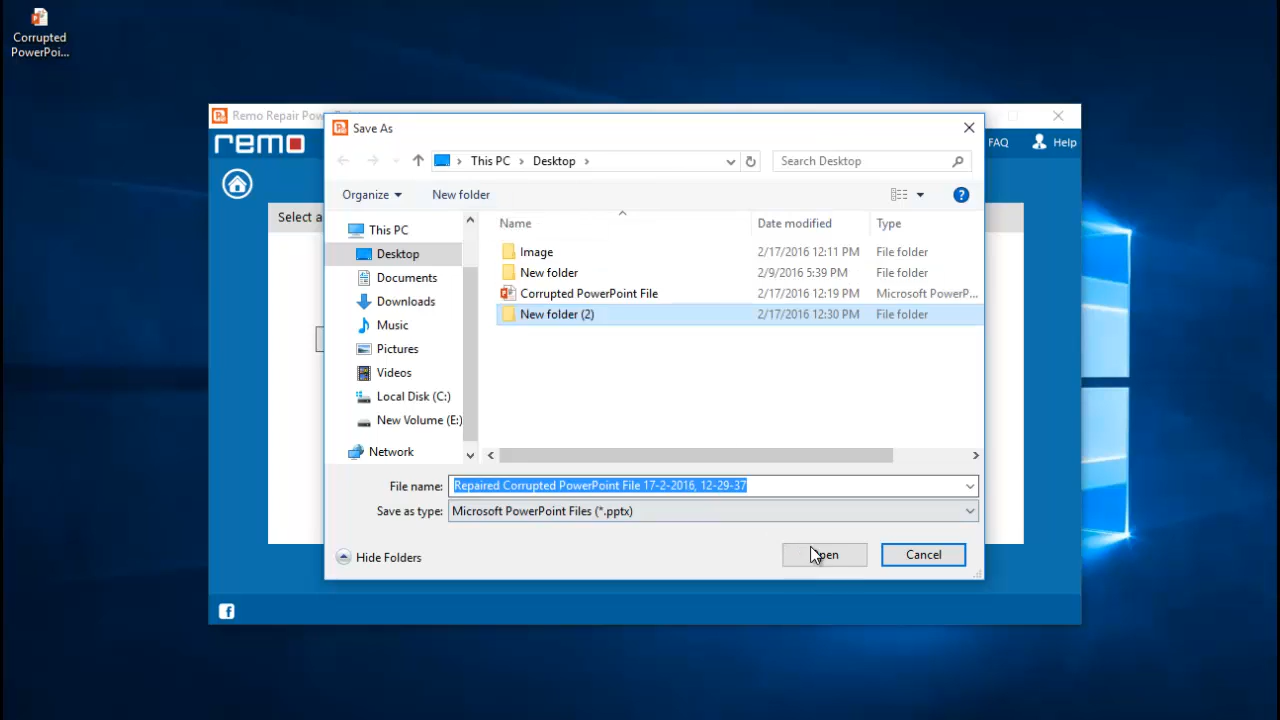 Corrupted
PowerPoi...
Remo Repair Pow
remo
FAQ
Help
Select a
Save As
This PC
Desktop
Search Desktop
Organize
New folder
This PC
Desktop
Documents
Downloads
Music
Pictures
Videos
Local Disk (C:)
New Volume (E:)
Network
Name Date modified Type
Image 2/17/2016 12:11 PM File folder
New folder 2/9/2016 5:39 PM File folder
Corrupted PowerPoint File 2/17/2016 12:19 PM Microsoft PowerP...
New folder (2) 2/17/2016 12:30 PM File folder
File name: Repaired Corrupted PowerPoint File 17-2-2016, 12-29-37
Save as type: Microsoft PowerPoint Files (*.pptx)
Hide Folders
Open
Cancel